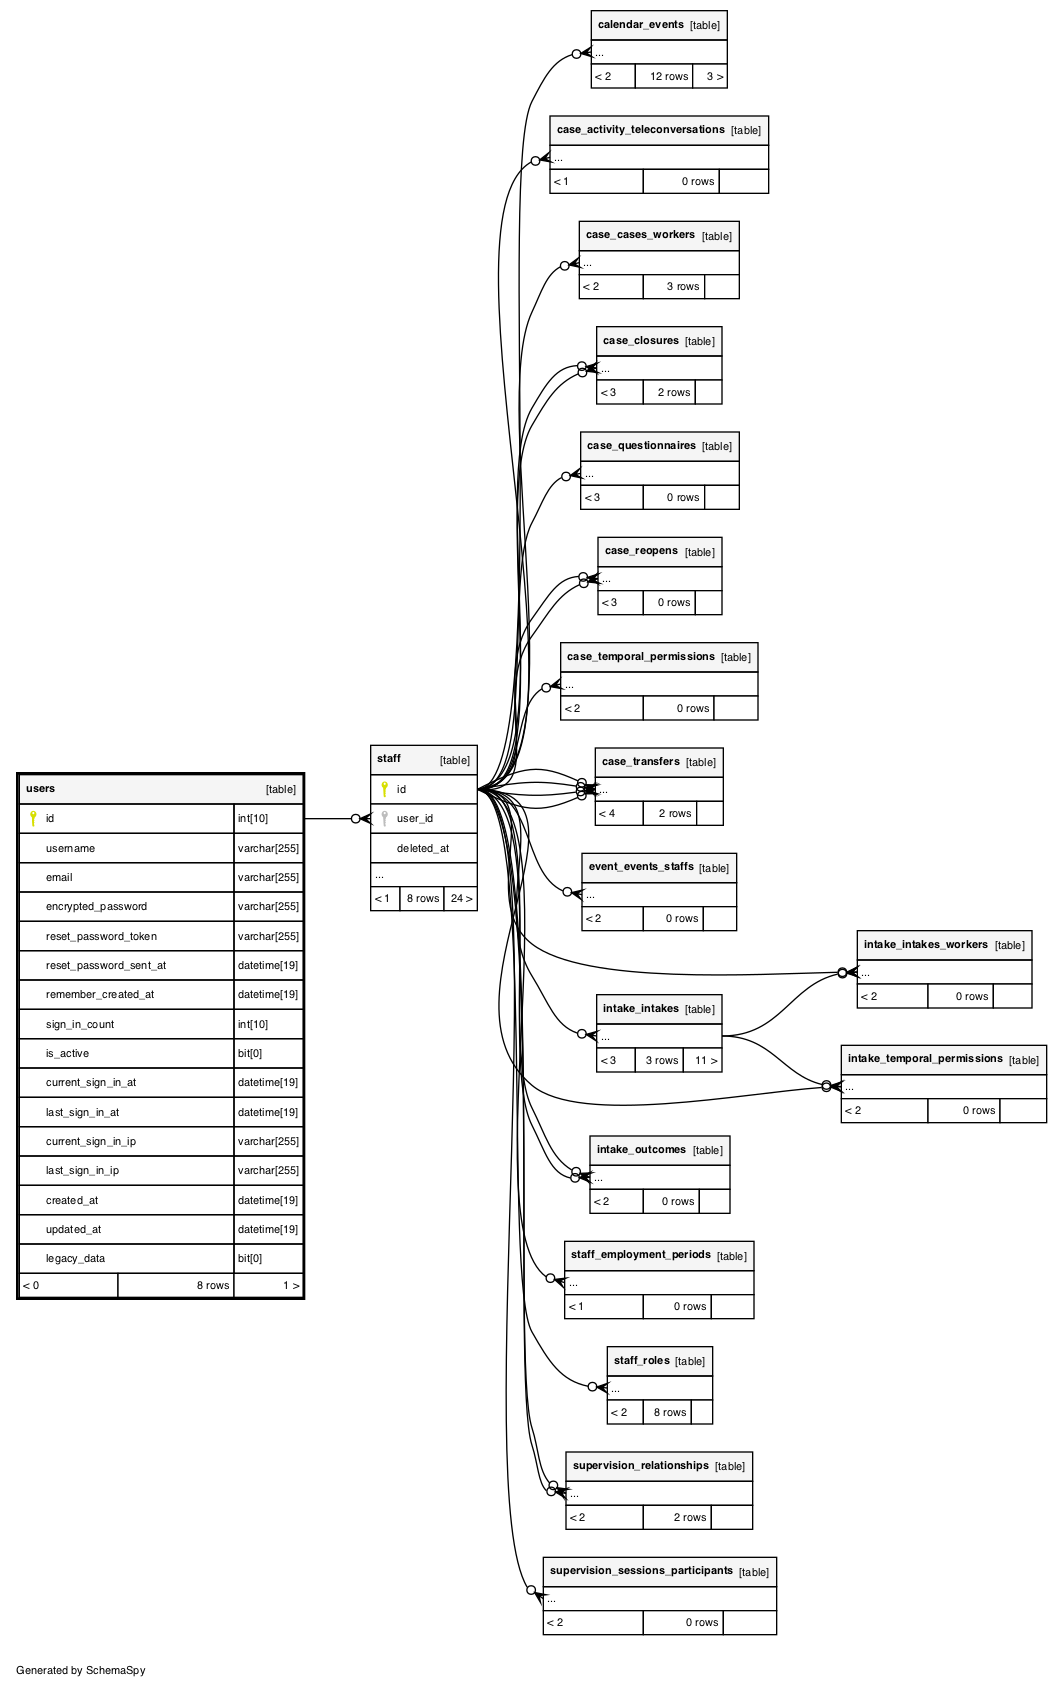 calendar_events [table]
...
< 2 12 rows 3 >
case_activity_teleconversations [table]
...
< 1 0 rows
case_cases_workers [table]
...
< 2 3 rows
case_closures [table]
...
< 3 2 rows
case_questionnaires [table]
...
< 3 0 rows
case_reopens [table]
...
< 3 0 rows
case_temporal_permissions [table]
...
< 2 0 rows
case_transfers [table]
...
< 4 2 rows
users [table]
id int[10]
username varchar[255]
email varchar[255]
encrypted_password varchar[255]
reset_password_token varchar[255]
reset_password_sent_at datetime[19]
remember_created_at datetime[19]
sign_in_count int[10]
is_active bit[0]
current_sign_in_at datetime[19]
last_sign_in_at datetime[19]
current_sign_in_ip varchar[255]
last_sign_in_ip varchar[255]
created_at datetime[19]
updated_at datetime[19]
legacy_data bit[0]
< 0 8 rows 1 >
staff [table]
id
user_id
deleted_at
...
< 1 8 rows 24 >
event_events_staffs [table]
...
< 2 0 rows
intake_intakes_workers [table]
...
< 2 0 rows
intake_intakes [table]
...
< 3 3 rows 11 >
intake_temporal_permissions [table]
...
< 2 0 rows
intake_outcomes [table]
...
< 2 0 rows
staff_employment_periods [table]
...
< 1 0 rows
staff_roles [table]
...
< 2 8 rows
supervision_relationships [table]
...
< 2 2 rows
supervision_sessions_participants [table]
...
< 2 0 rows
Generated by SchemaSpy